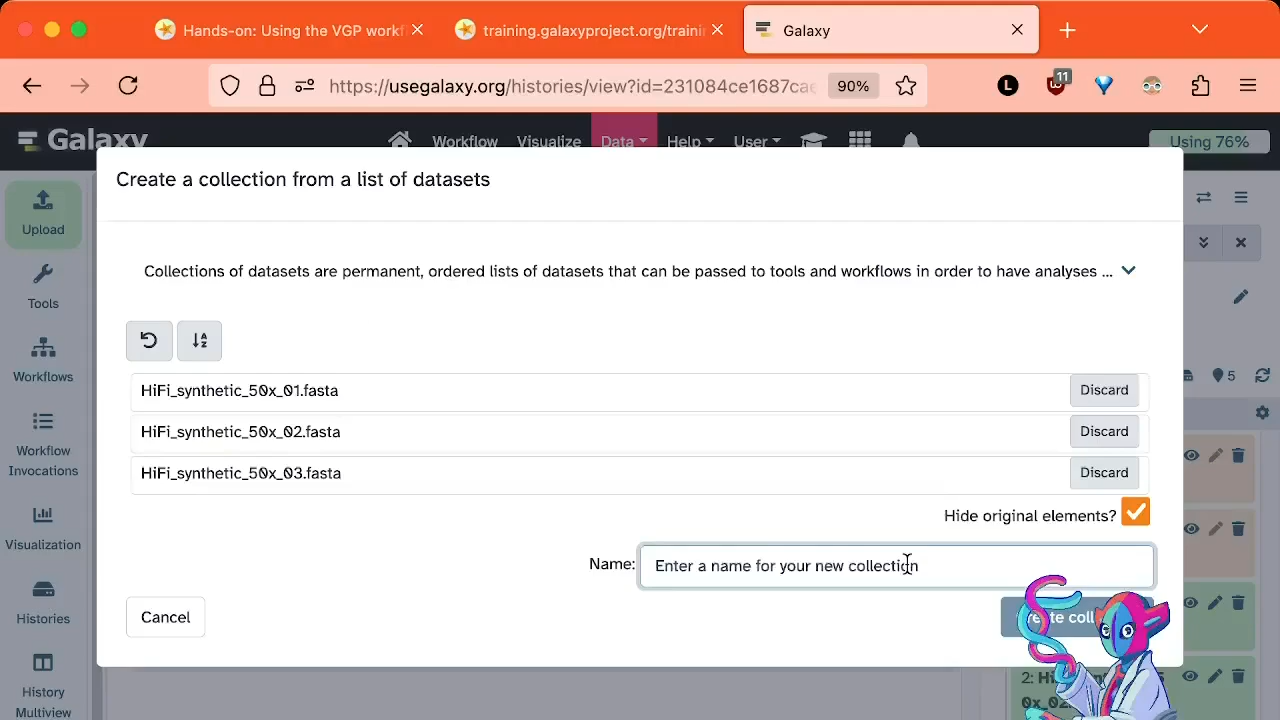 Hands-on: Using the VGP workf
training.galaxyproject.org/traini
Galaxy
https://usegalaxy.org/histories/view?id=231084ce1687cae
90%
L
11
Galaxy
Workflow
Visualize
Data
Help
User
Using 76%
Create a collection from a list of datasets
Upload
Tools
Workflows
Workflow
Invocations
Visualization
Histories
History
Multiview
Collections of datasets are permanent, ordered lists of datasets that can be passed to tools and workflows in order to have analyses ...
HiFi_synthetic_50x_01.fasta
Discard
HiFi_synthetic_50x_02.fasta
Discard
HiFi_synthetic_50x_03.fasta
Discard
Hide original elements?
Name:
Enter a name for your new collection
Cancel
5